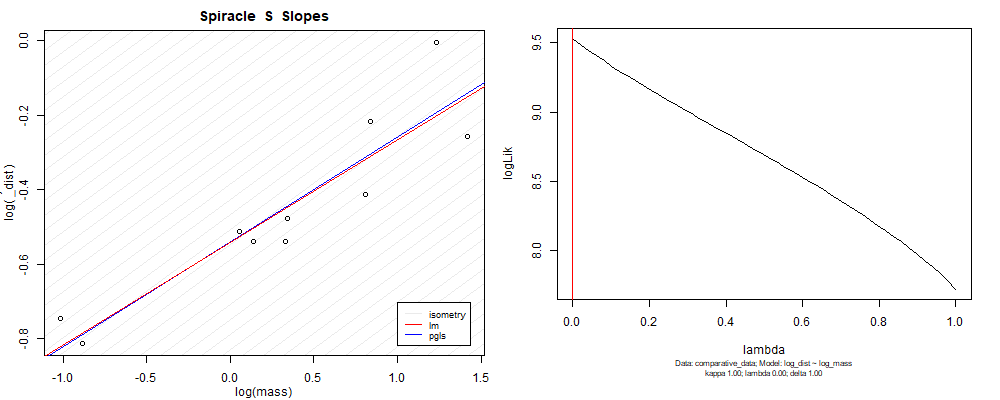 Spiracle S Slopes
0.0
-0.2
-0.4
-0.6
-0.8
-1.0
-0.5
0.0
0.5
1.0
1.5
log(mass)
isometry
lm
pgls
9.5
9.0
8.5
8.0
logLik
0.0
0.2
0.4
0.6
0.8
1.0
lambda
Data: comparative_data; Model: log_dist ~ log_mass
kappa 1.00; lambda 0.00; delta 1.00